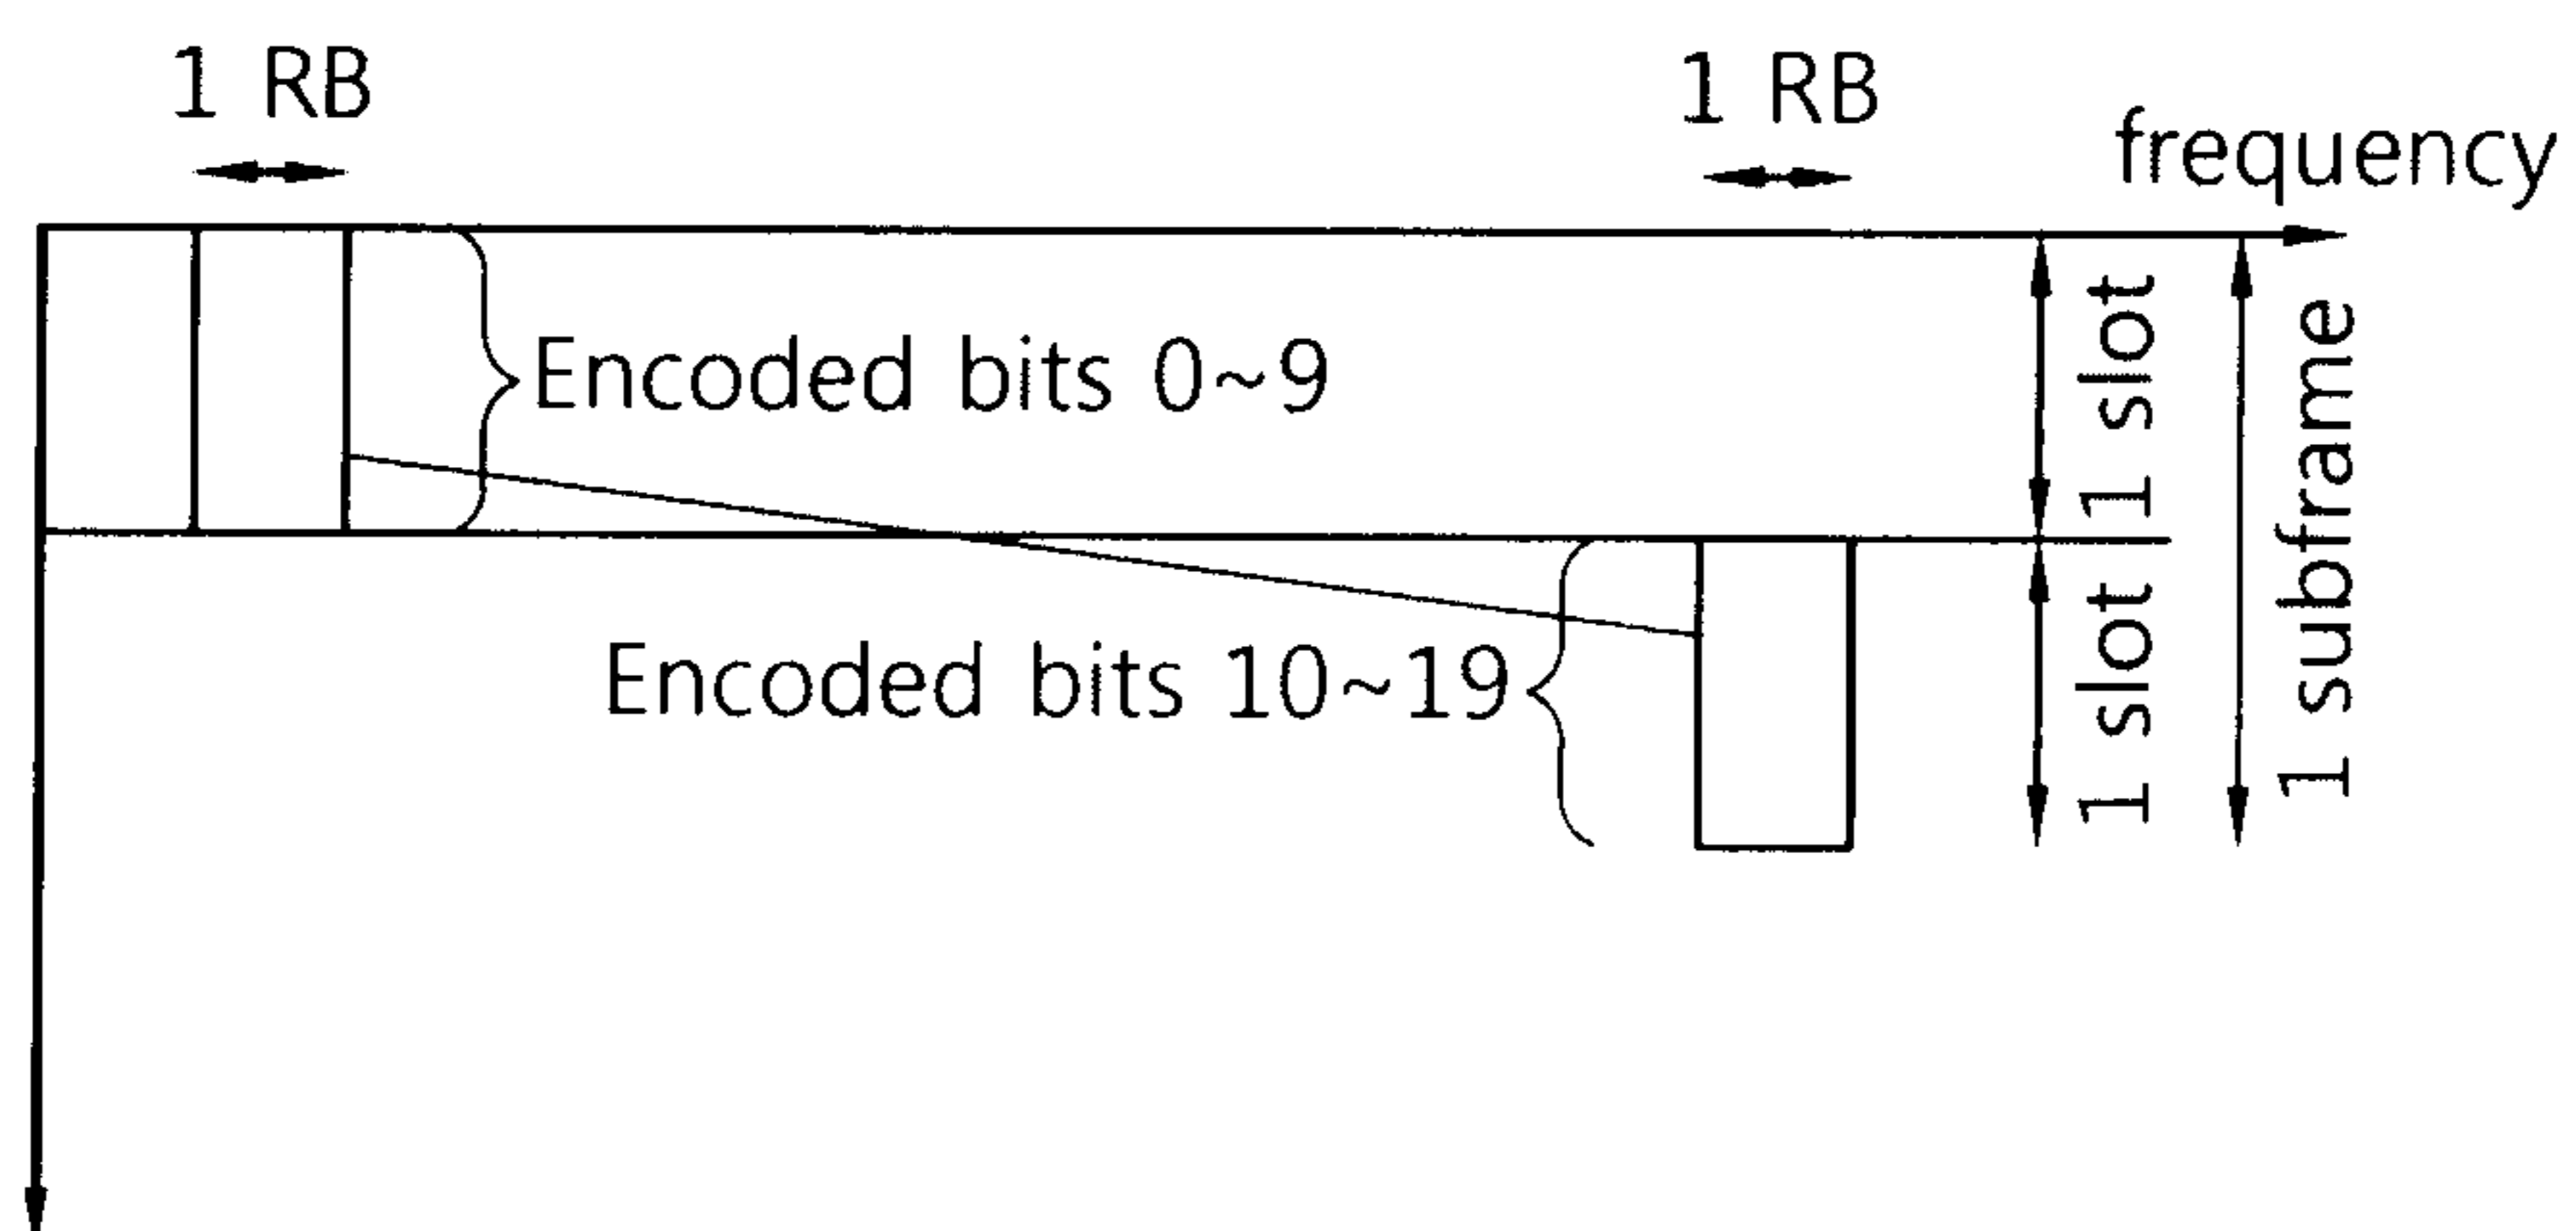 1 RB
1 RB
frequency
Encoded bits 0~9
1 slot
1 subframe
Encoded bits 10~19
1 slot